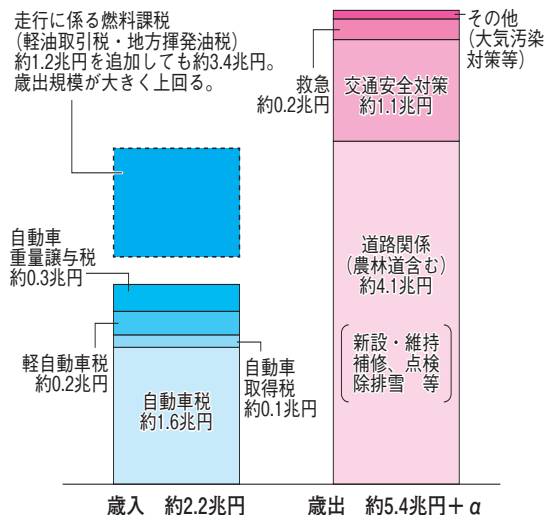 走行に係る燃料課税
(軽油取引税・地方揮発油税)
約1.2兆円を追加しても約3.4兆円。
歳出規模が大きく上回る。
自動車
重量譲与税
約0.3兆円
軽自動車税
約0.2兆円
自動車
取得税
約0.1兆円
自動車税
約1.6兆円
歳入 約2.2兆円
その他
(大気汚染
対策等)
救急
約0.2兆円
交通安全対策
約1.1兆円
道路関係
(農林道含む)
約4.1兆円
新設・維持
補修、点検
除排雪 等
歳出 約5.4兆円+α